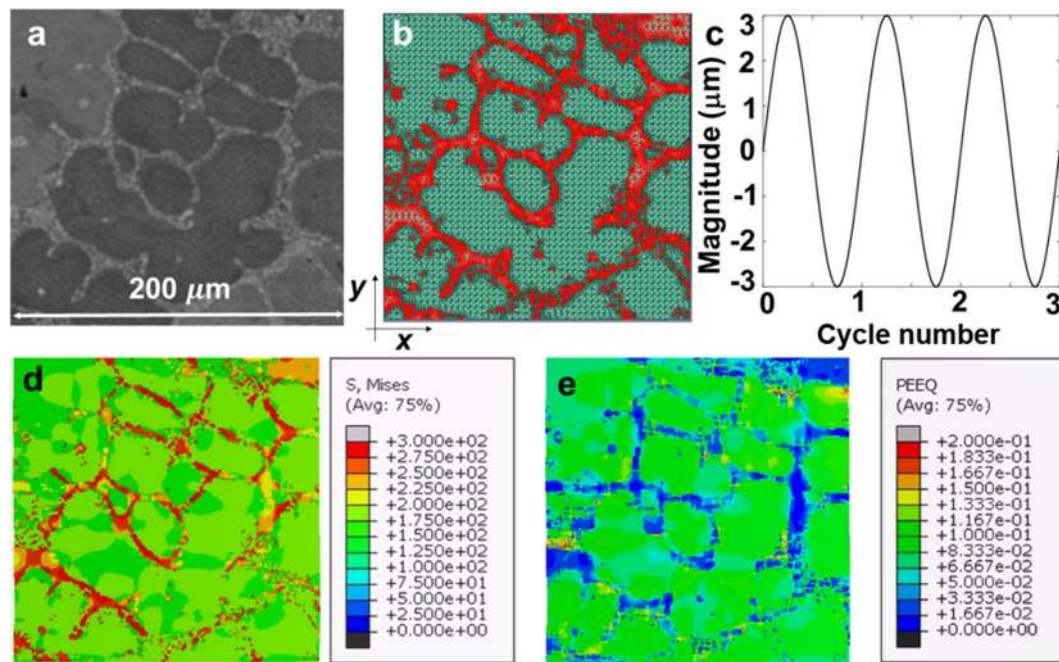 a
200 μm
b
y
x
c
Magnitude (μm)
3
2
1
0
-1
-2
-3
0
1
2
3
Cycle number
d
S, Mises
(Avg: 75%)
+3.000e+02
+2.750e+02
+2.500e+02
+2.250e+02
+2.000e+02
+1.750e+02
+1.500e+02
+1.250e+02
+1.000e+02
+7.500e+01
+5.000e+01
+2.500e+01
+0.000e+00
e
PEEQ
(Avg: 75%)
+2.000e-01
+1.833e-01
+1.667e-01
+1.500e-01
+1.333e-01
+1.167e-01
+1.000e-01
+8.333e-02
+6.667e-02
+5.000e-02
+3.333e-02
+1.667e-02
+0.000e+00